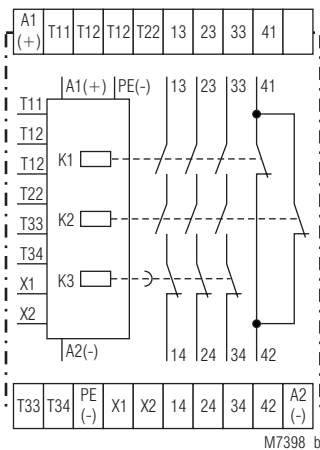 A1 (+) T11 T12 T12 T22 13 23 33 41
A1(+) PE(-) 13 23 33 41
T11
T12
T12
K1
T22
K2
T33
T34
K3
X1
X2
A2(-) 14 24 34 42
T33 T34 PE (-) X1 X2 14 24 34 42 A2 (-)
M7398 b